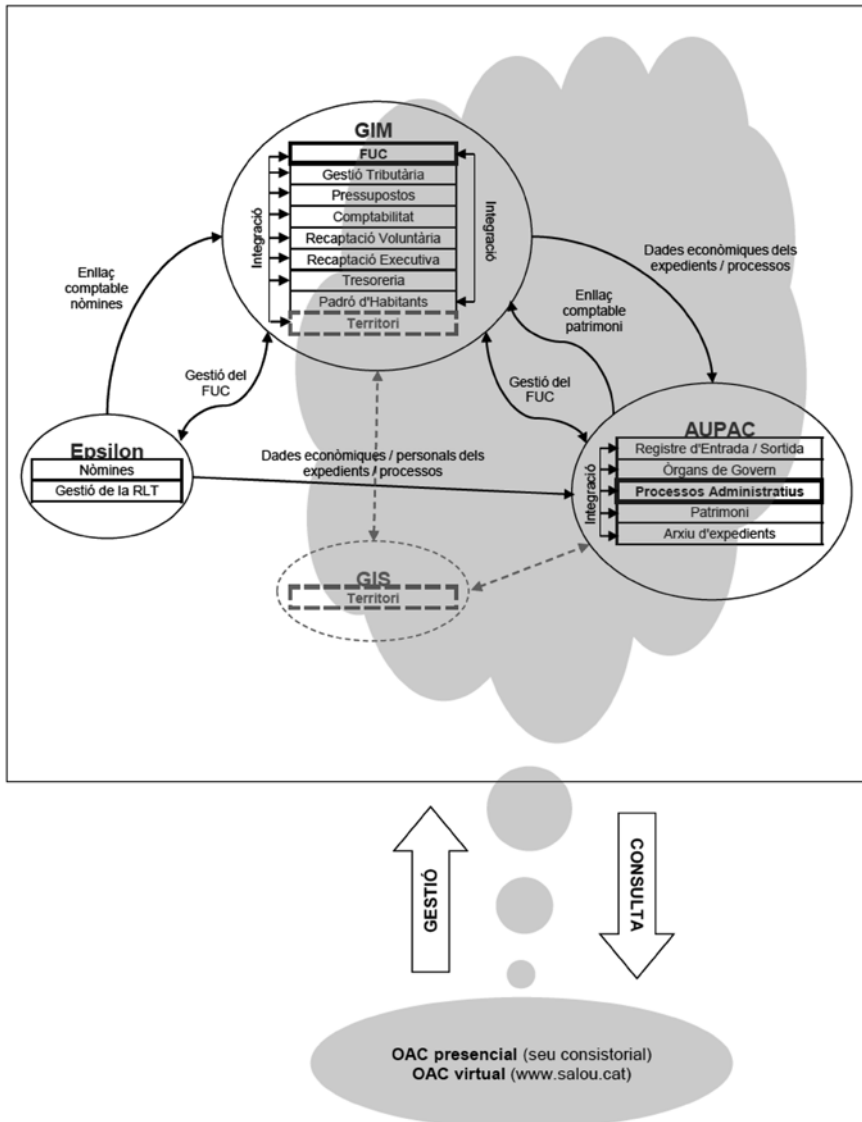 GIM
FUC
Gestió Tributària
Pressupostos
Comptabilitat
Recaptació Voluntària
Recaptació Executiva
Tresoreria
Padró d'Habitants
Territori
Integració
Integració
Enllaç
comptable
nòmines
Dades econòmiques dels
expedients / processos
Enllaç
comptable
patrimoni
Gestió del
FUC
Gestió del
FUC
Epsilon
Nòmines
Gestió de la RLT
Dades econòmiques / personals dels
expedients / processos
AUPAC
Registre d'Entrada / Sortida
Òrgans de Govern
Processos Administratius
Patrimoni
Arxiu d'expedients
Integració
GIS
Territori
GESTIÓ
CONSULTA
OAC presencial (seu consistorial)
OAC virtual (www.salou.cat)